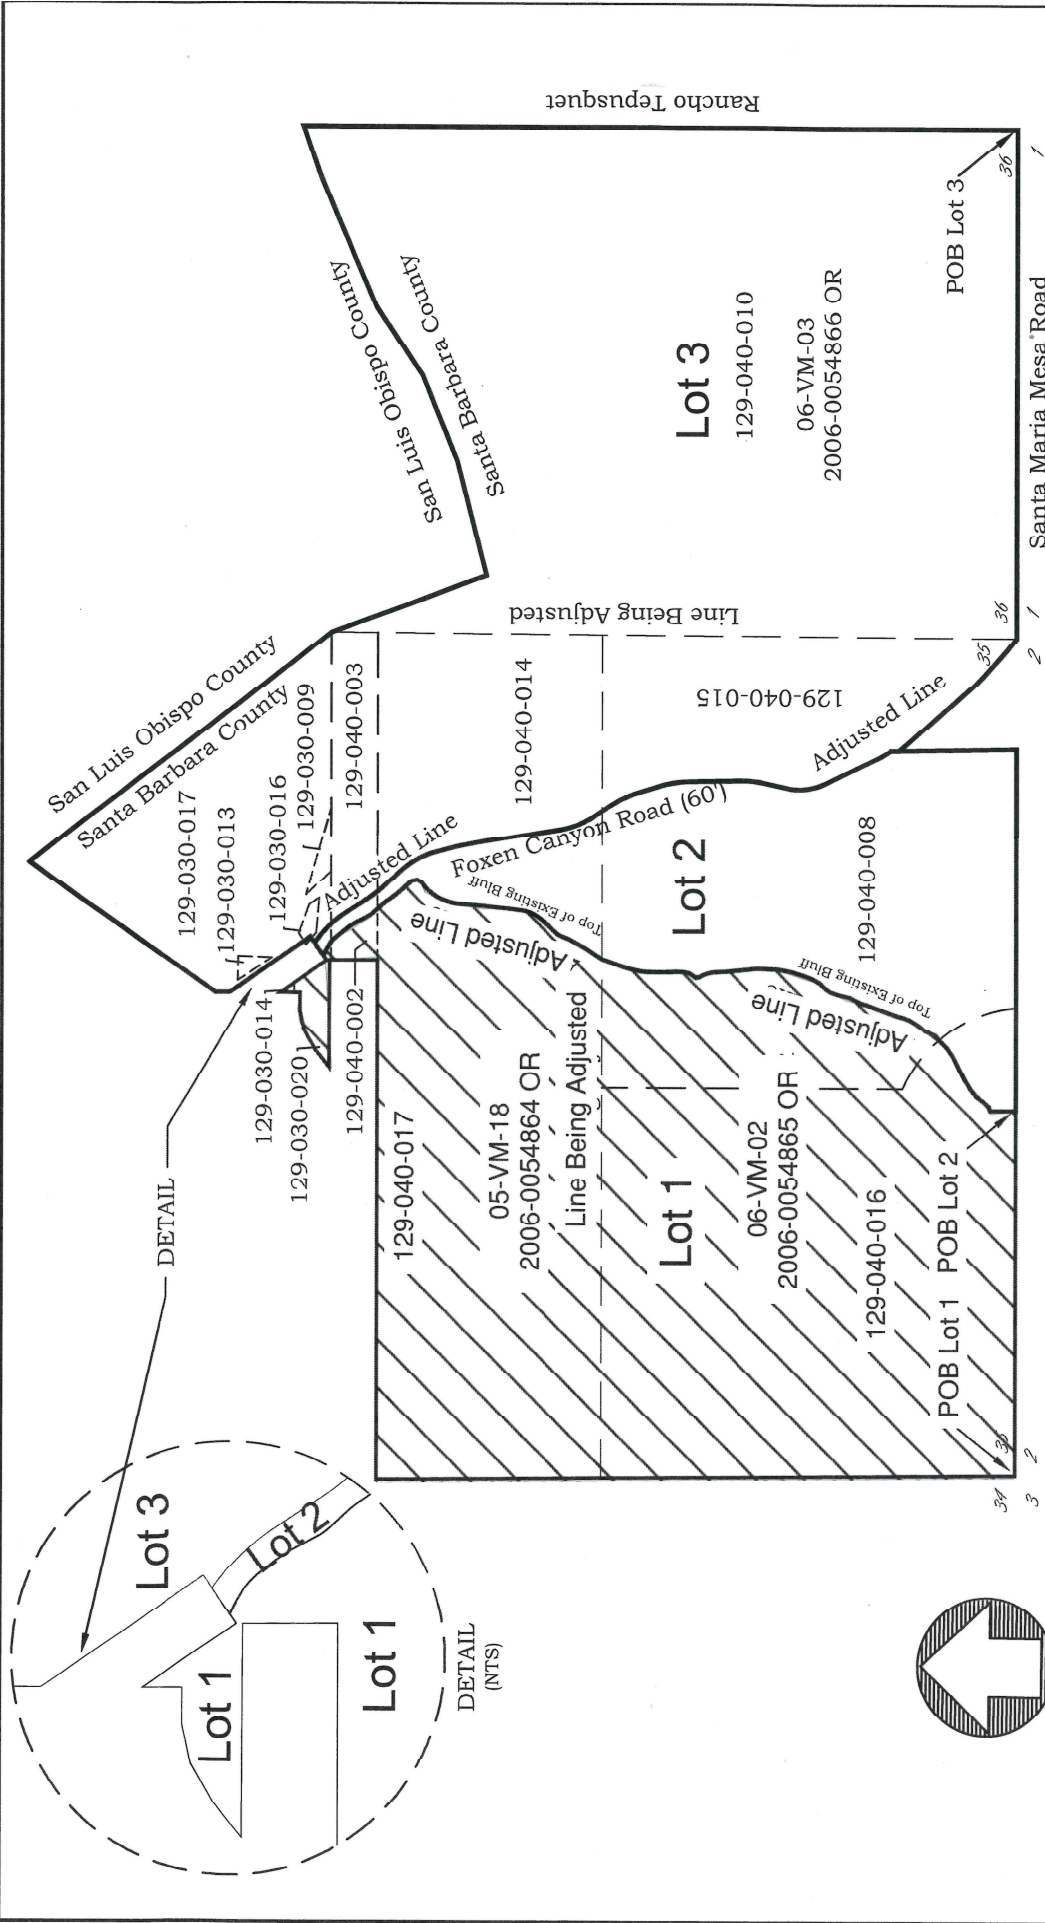 San Luis Obispo County
Santa Barbara County
129-030-017
129-030-013
129-030-016
129-030-009
129-040-003
Adjusted Line
129-030-014
129-030-020
129-040-002
DETAIL
Lot 3
Lot 2
Lot 1
Lot 1
DETAIL
(NTS)
129-040-017
05-VM-18
2006-0054864 OR
Line Being Adjusted
Lot 1
06-VM-02
2006-0054865 OR
129-040-016
POB Lot 1
POB Lot 2
Adjusted Line
Top of Existing Bluff
Adjusted Line
Top of Existing Bluff
Foxen Canyon Road (60')
Lot 2
129-040-008
129-040-014
129-040-015
Adjusted Line
Line Being Adjusted
San Luis Obispo County
Santa Barbara County
Lot 3
129-040-010
06-VM-03
2006-0054866 OR
POB Lot 3
Rancho Tepusquet
Santa Maria Mesa Road
34
35
3
2
35
36
2
1
36
1